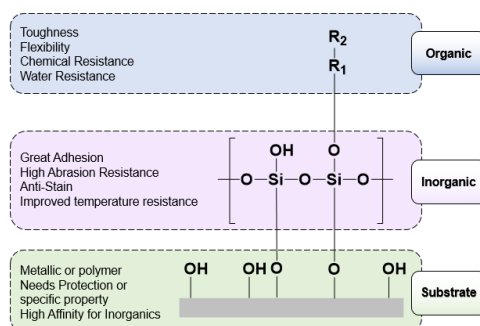 Toughness
Flexibility
Chemical Resistance
Water Resistance
R2
R1
Organic
Great Adhesion
High Abrasion Resistance
Anti-Stain
Improved temperature resistance
OH
O
O Si O Si O
Inorganic
Metallic or polymer
Needs Protection or
specific property
High Affinity for Inorganics
OH OH O O OH
Substrate